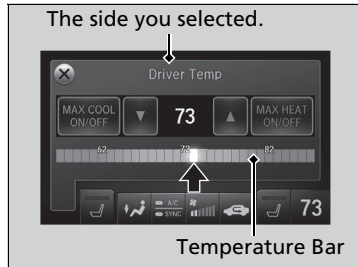 The side you selected.
Driver Temp
MAX COOL
ON/OFF
73
MAX HEAT
ON/OFF
62
72
82
A/C
SYNC
73
Temperature Bar